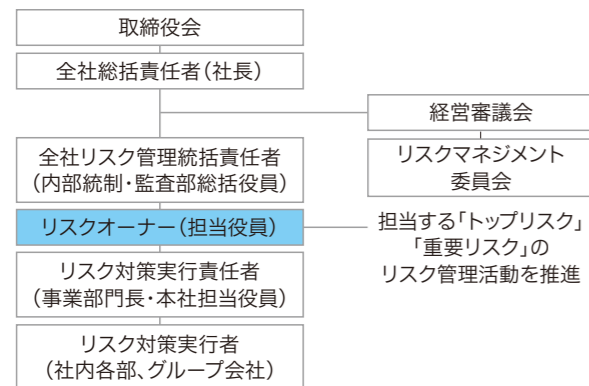 取締役会
全社総括責任者（社長）
経営審議会
リスクマネジメント
委員会
全社リスク管理統括責任者
（内部統制・監査部総括役員）
リスクオーナー（担当役員）
担当する「トップリスク」
「重要リスク」の
リスク管理活動を推進
リスク対策実行責任者
（事業部門長・本社担当役員）
リスク対策実行者
（社内各部、グループ会社）